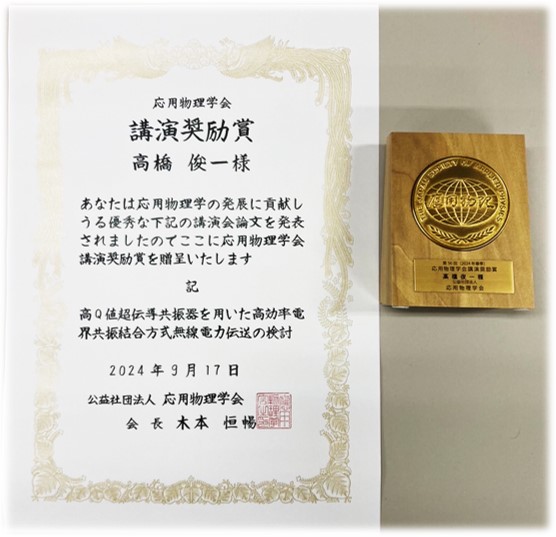 応用物理学会
講演奨励賞
高橋 俊一様
あなたは応用物理学の発展に貢献し
うる優秀な下記の講演会論文を発表
されましたのでここに応用物理学会
講演奨励賞を贈呈いたします
記
高Q値超伝導共振器を用いた高効率電
界共振結合方式無線電力伝送の検討
2024年9月17日
公益社団法人 応用物理学会
会長 木本 恒暢
応用物理学会講演奨励賞
高橋俊一殿
公益社団法人
応用物理学会